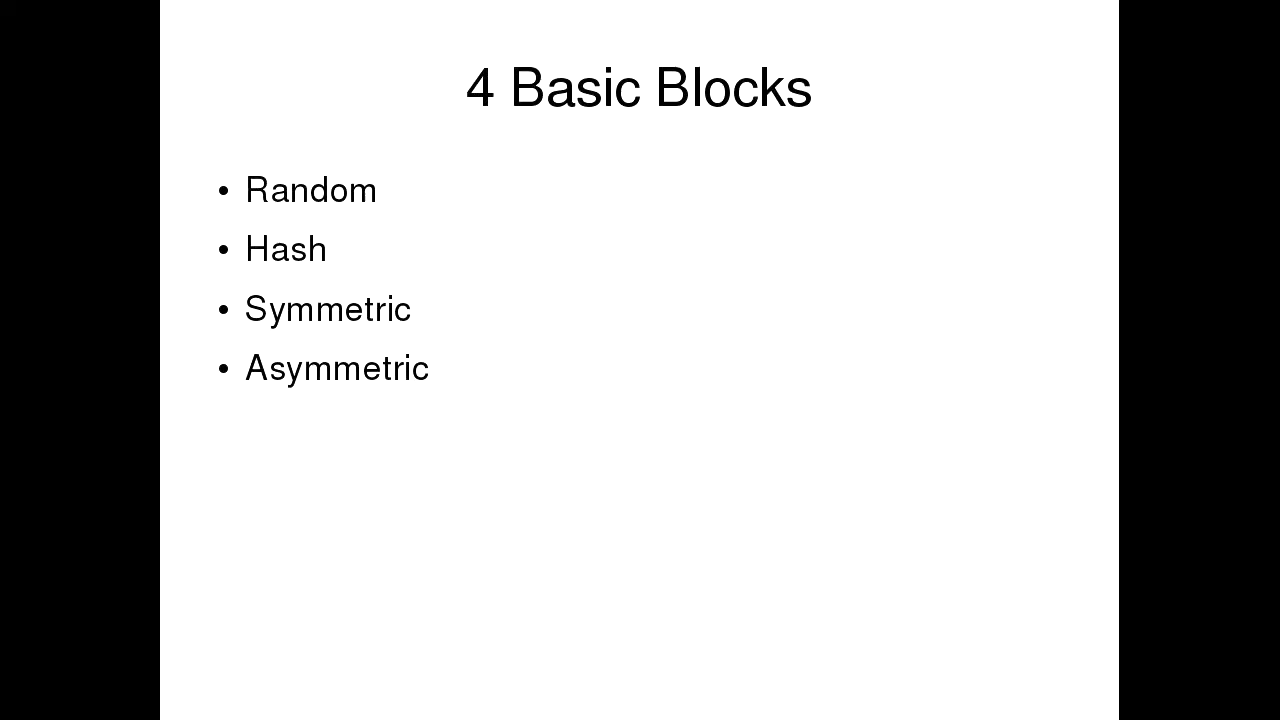 4 Basic Blocks
• Random
• Hash
• Symmetric
• Asymmetric